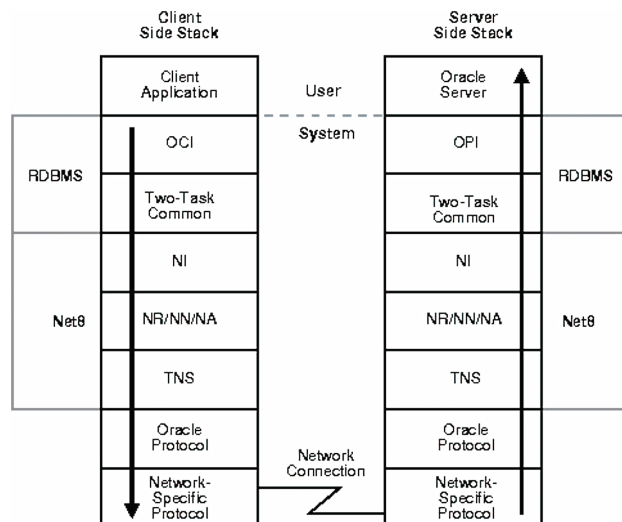 Client
Side Stack
Server
Side Stack
Client
Application
User
Oracle
Server
System
OCI
OPI
RDBMS
RDBMS
Two-Task
Common
Two-Task
Common
NI
NI
Net8
NR/NN/NA
NR/NN/NA
Net8
TNS
TNS
Oracle
Protocol
Oracle
Protocol
Network
Connection
Network-
Specific
Protocol
Network-
Specific
Protocol